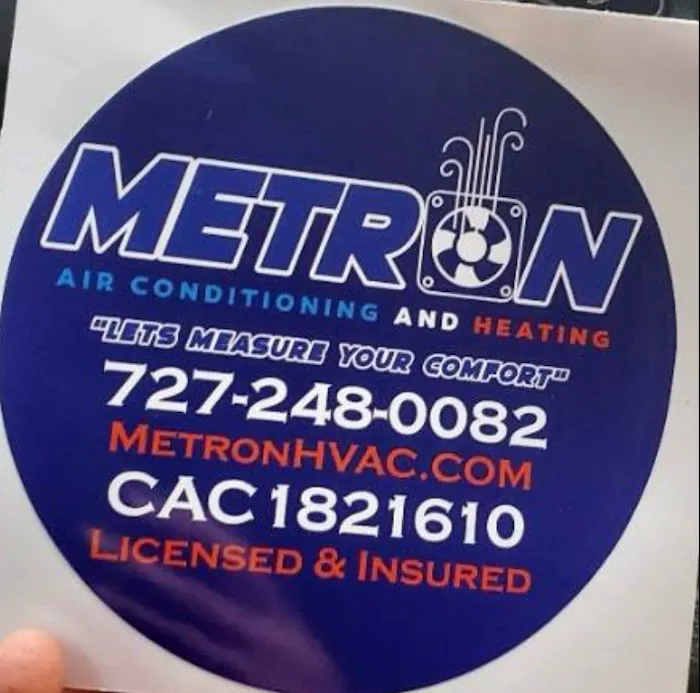 METRON
AIR CONDITIONING AND HEATING
"LETS MEASURE YOUR COMFORT"
727-248-0082
METRONHVAC.COM
CAC1821610
LICENSED & INSURED